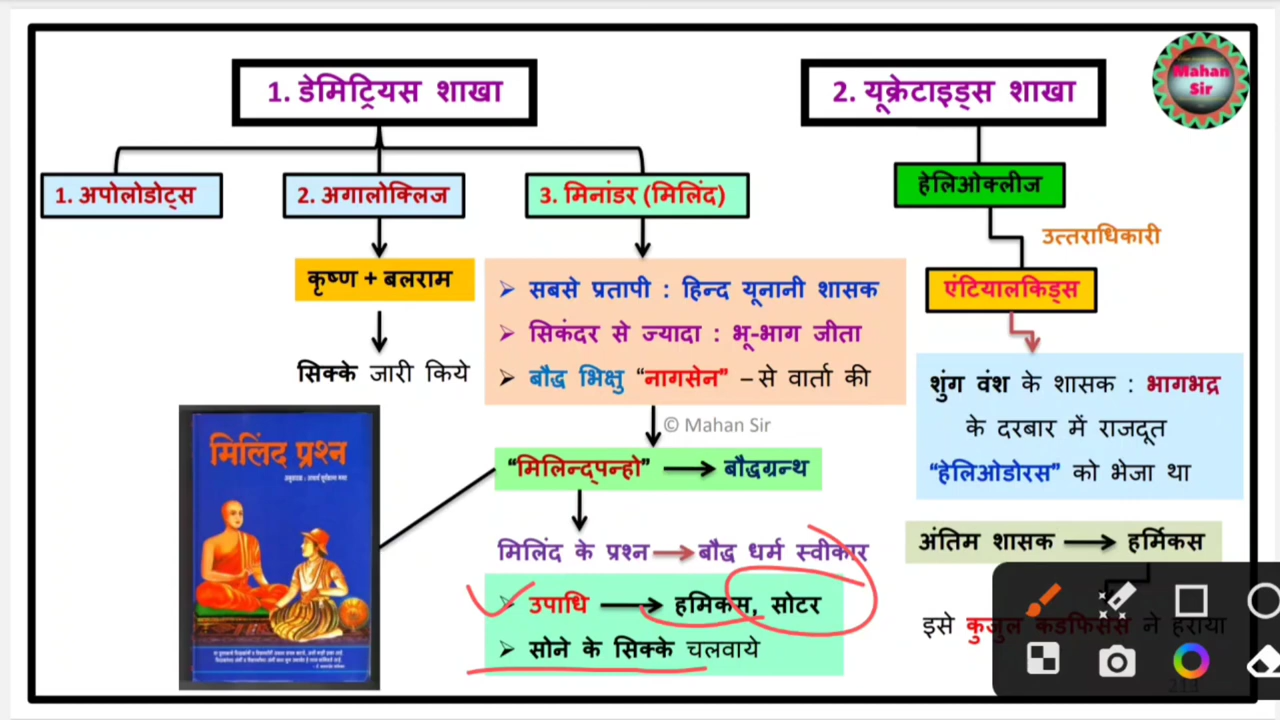 1. डेमिट्रियस शाखा
2. यूक्रेटाइड्स शाखा
Mahan
Sir
1. अपोलोडोट्स
2. अगालोक्लिज
3. मिनांडर (मिलिंद)
हेलिओक्लीज
उत्तराधिकारी
एंटियालकिड्स
कृष्ण + बलराम
सिक्के जारी किये
सबसे प्रतापी : हिन्द यूनानी शासक
सिकंदर से ज्यादा : भू-भाग जीता
बौद्ध भिक्षु “नागसेन” – से वार्ता की
© Mahan Sir
शुंग वंश के शासक : भागभद्र
के दरबार में राजदूत
“हेलिओडोरस” को भेजा था
मिलिंद प्रश्न
“मिलिन्द्पन्हो” बौद्धग्रन्थ
मिलिंद के प्रश्न बौद्ध धर्म स्वीकार
उपाधि हमिकस, सोटर
सोने के सिक्के चलवाये
अंतिम शासक हर्मिकस
इसे कुजुल कडफिसेस ने हराया